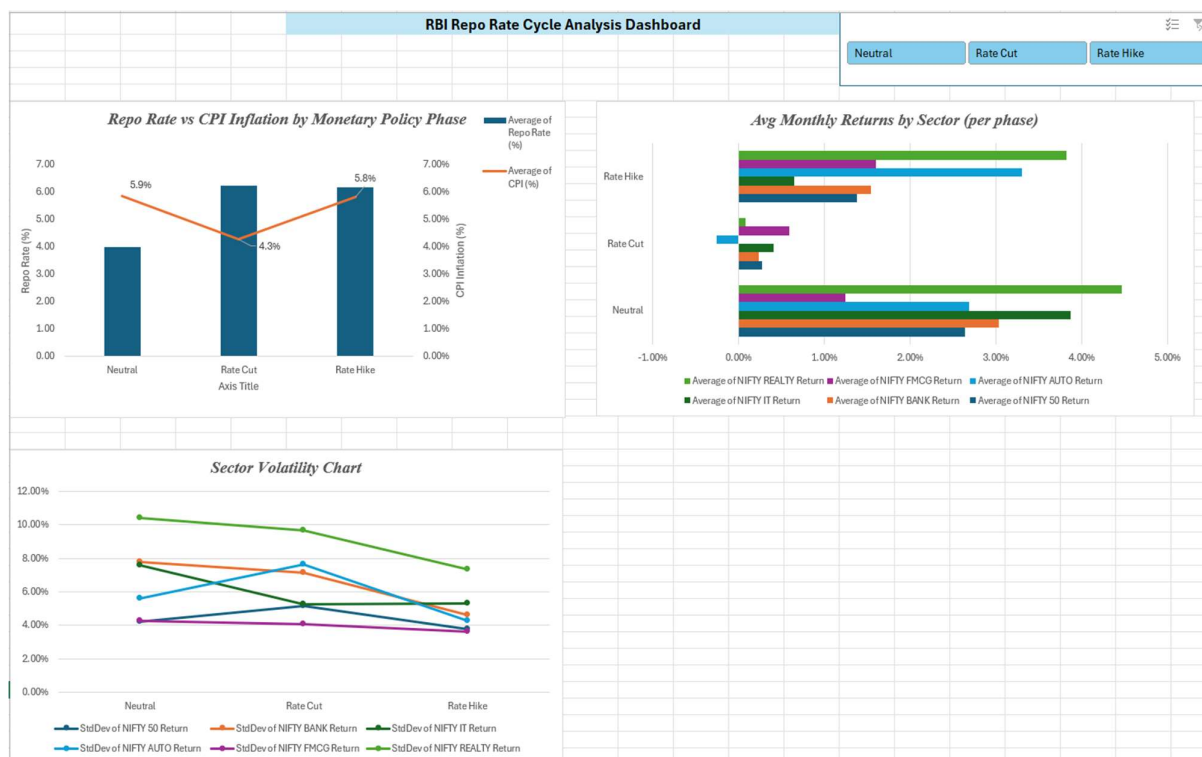 RBI Repo Rate Cycle Analysis Dashboard
Neutral Rate Cut Rate Hike
Repo Rate vs CPI Inflation by Monetary Policy Phase
Average of
Repo Rate
(%)
Average of
CPI (%)
7.00
6.00
5.00
4.00
3.00
2.00
1.00
0.00
Repo Rate (%)
5.9%
4.3%
5.8%
7.00%
6.00%
5.00%
4.00%
3.00%
2.00%
1.00%
0.00%
CPI Inflation (%)
Neutral Rate Cut Rate Hike
Axis Title
Avg Monthly Returns by Sector (per phase)
Rate Hike
Rate Cut
Neutral
-1.00% 0.00% 1.00% 2.00% 3.00% 4.00% 5.00%
Average of NIFTY REALTY Return Average of NIFTY FMCG Return Average of NIFTY AUTO Return
Average of NIFTY IT Return Average of NIFTY BANK Return Average of NIFTY 50 Return
Sector Volatility Chart
12.00%
10.00%
8.00%
6.00%
4.00%
2.00%
0.00%
Neutral Rate Cut Rate Hike
StdDev of NIFTY 50 Return StdDev of NIFTY BANK Return StdDev of NIFTY IT Return
StdDev of NIFTY AUTO Return StdDev of NIFTY FMCG Return StdDev of NIFTY REALTY Return